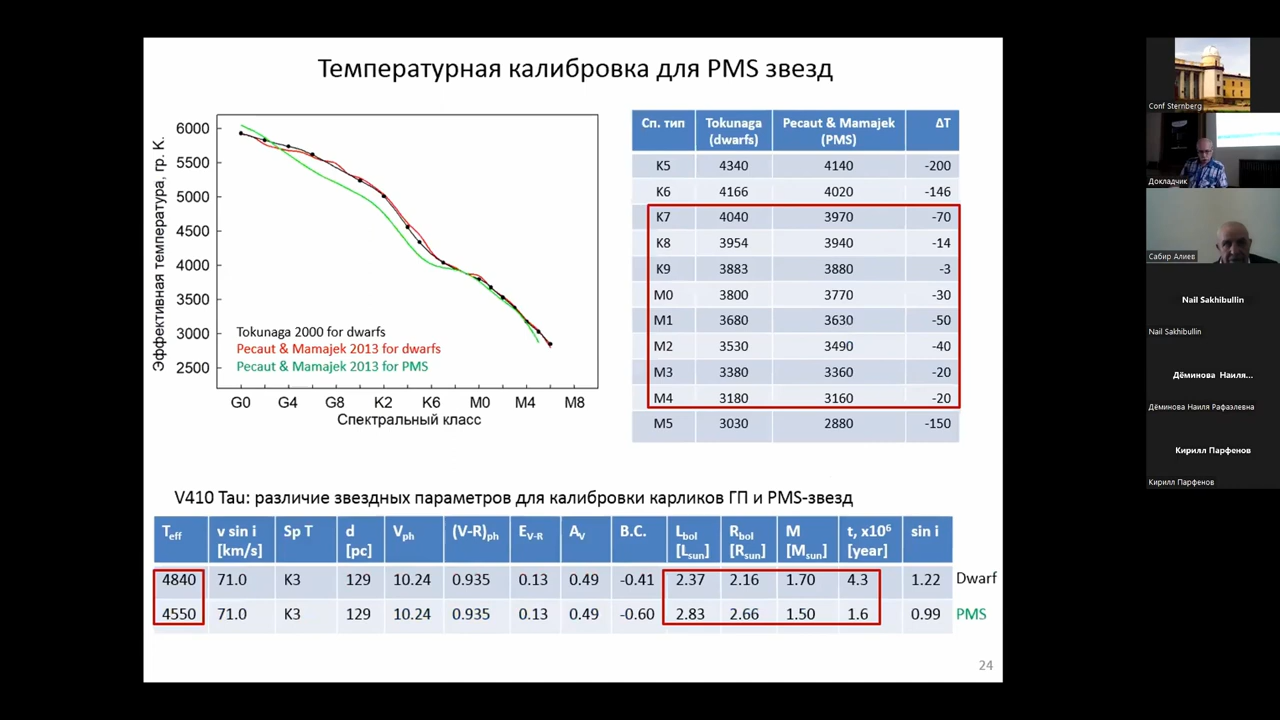 Температурная калибровка для PMS звезд
Эффективная температура, гр. K.
6000
5500
5000
4500
4000
3500
3000
2500
Tokunaga 2000 for dwarfs
Pecaut & Mamajek 2013 for dwarfs
Pecaut & Mamajek 2013 for PMS
G0 G4 G8 K2 K6 M0 M4 M8
Спектральный класс
Сп. тип Tokunaga (dwarfs) Pecaut & Mamajek (PMS) ΔT
K5 4340 4140 -200
K6 4166 4020 -146
K7 4040 3970 -70
K8 3954 3940 -14
K9 3883 3880 -3
M0 3800 3770 -30
M1 3680 3630 -50
M2 3530 3490 -40
M3 3380 3360 -20
M4 3180 3160 -20
M5 3030 2880 -150
V410 Tau: различие звездных параметров для калибровки карликов ГП и PMS-звезд
Teff v sin i Sp T d Vph (V-R)ph EV-R AV B.C. Lbol Rbol M t, x10⁶ sin i
[km/s] [pc] [Lsun] [Rsun] [Msun] [year]
4840 71.0 K3 129 10.24 0.935 0.13 0.49 -0.41 2.37 2.16 1.70 4.3 1.22 Dwarf
4550 71.0 K3 129 10.24 0.935 0.13 0.49 -0.60 2.83 2.66 1.50 1.6 0.99 PMS
24
Conf Sternberg
Докладчик
Сабир Алиев
Nail Sakhibullin
Nail Sakhibullin
Дёминова Наиля...
Дёминова Наиля Рафаэлевна
Кирилл Парфенов
Кирилл Парфенов